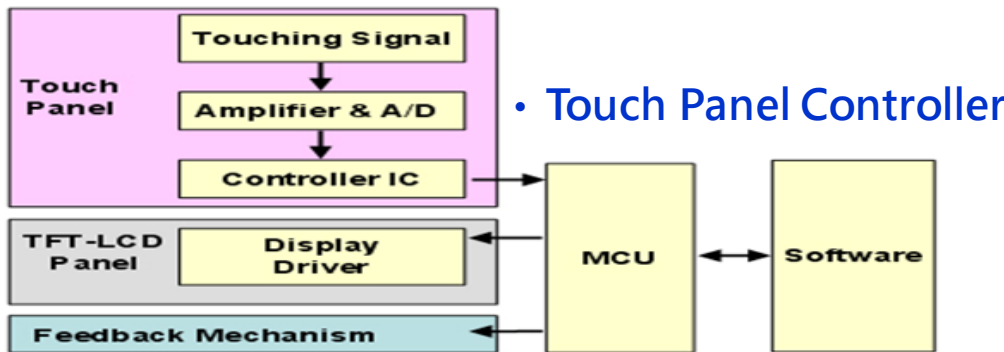 Touching Signal
Touch
Panel
Amplifier & A/D
• Touch Panel Controller
Controller IC
TFT-LCD
Panel
Display
Driver
MCU
Software
Feedback Mechanism